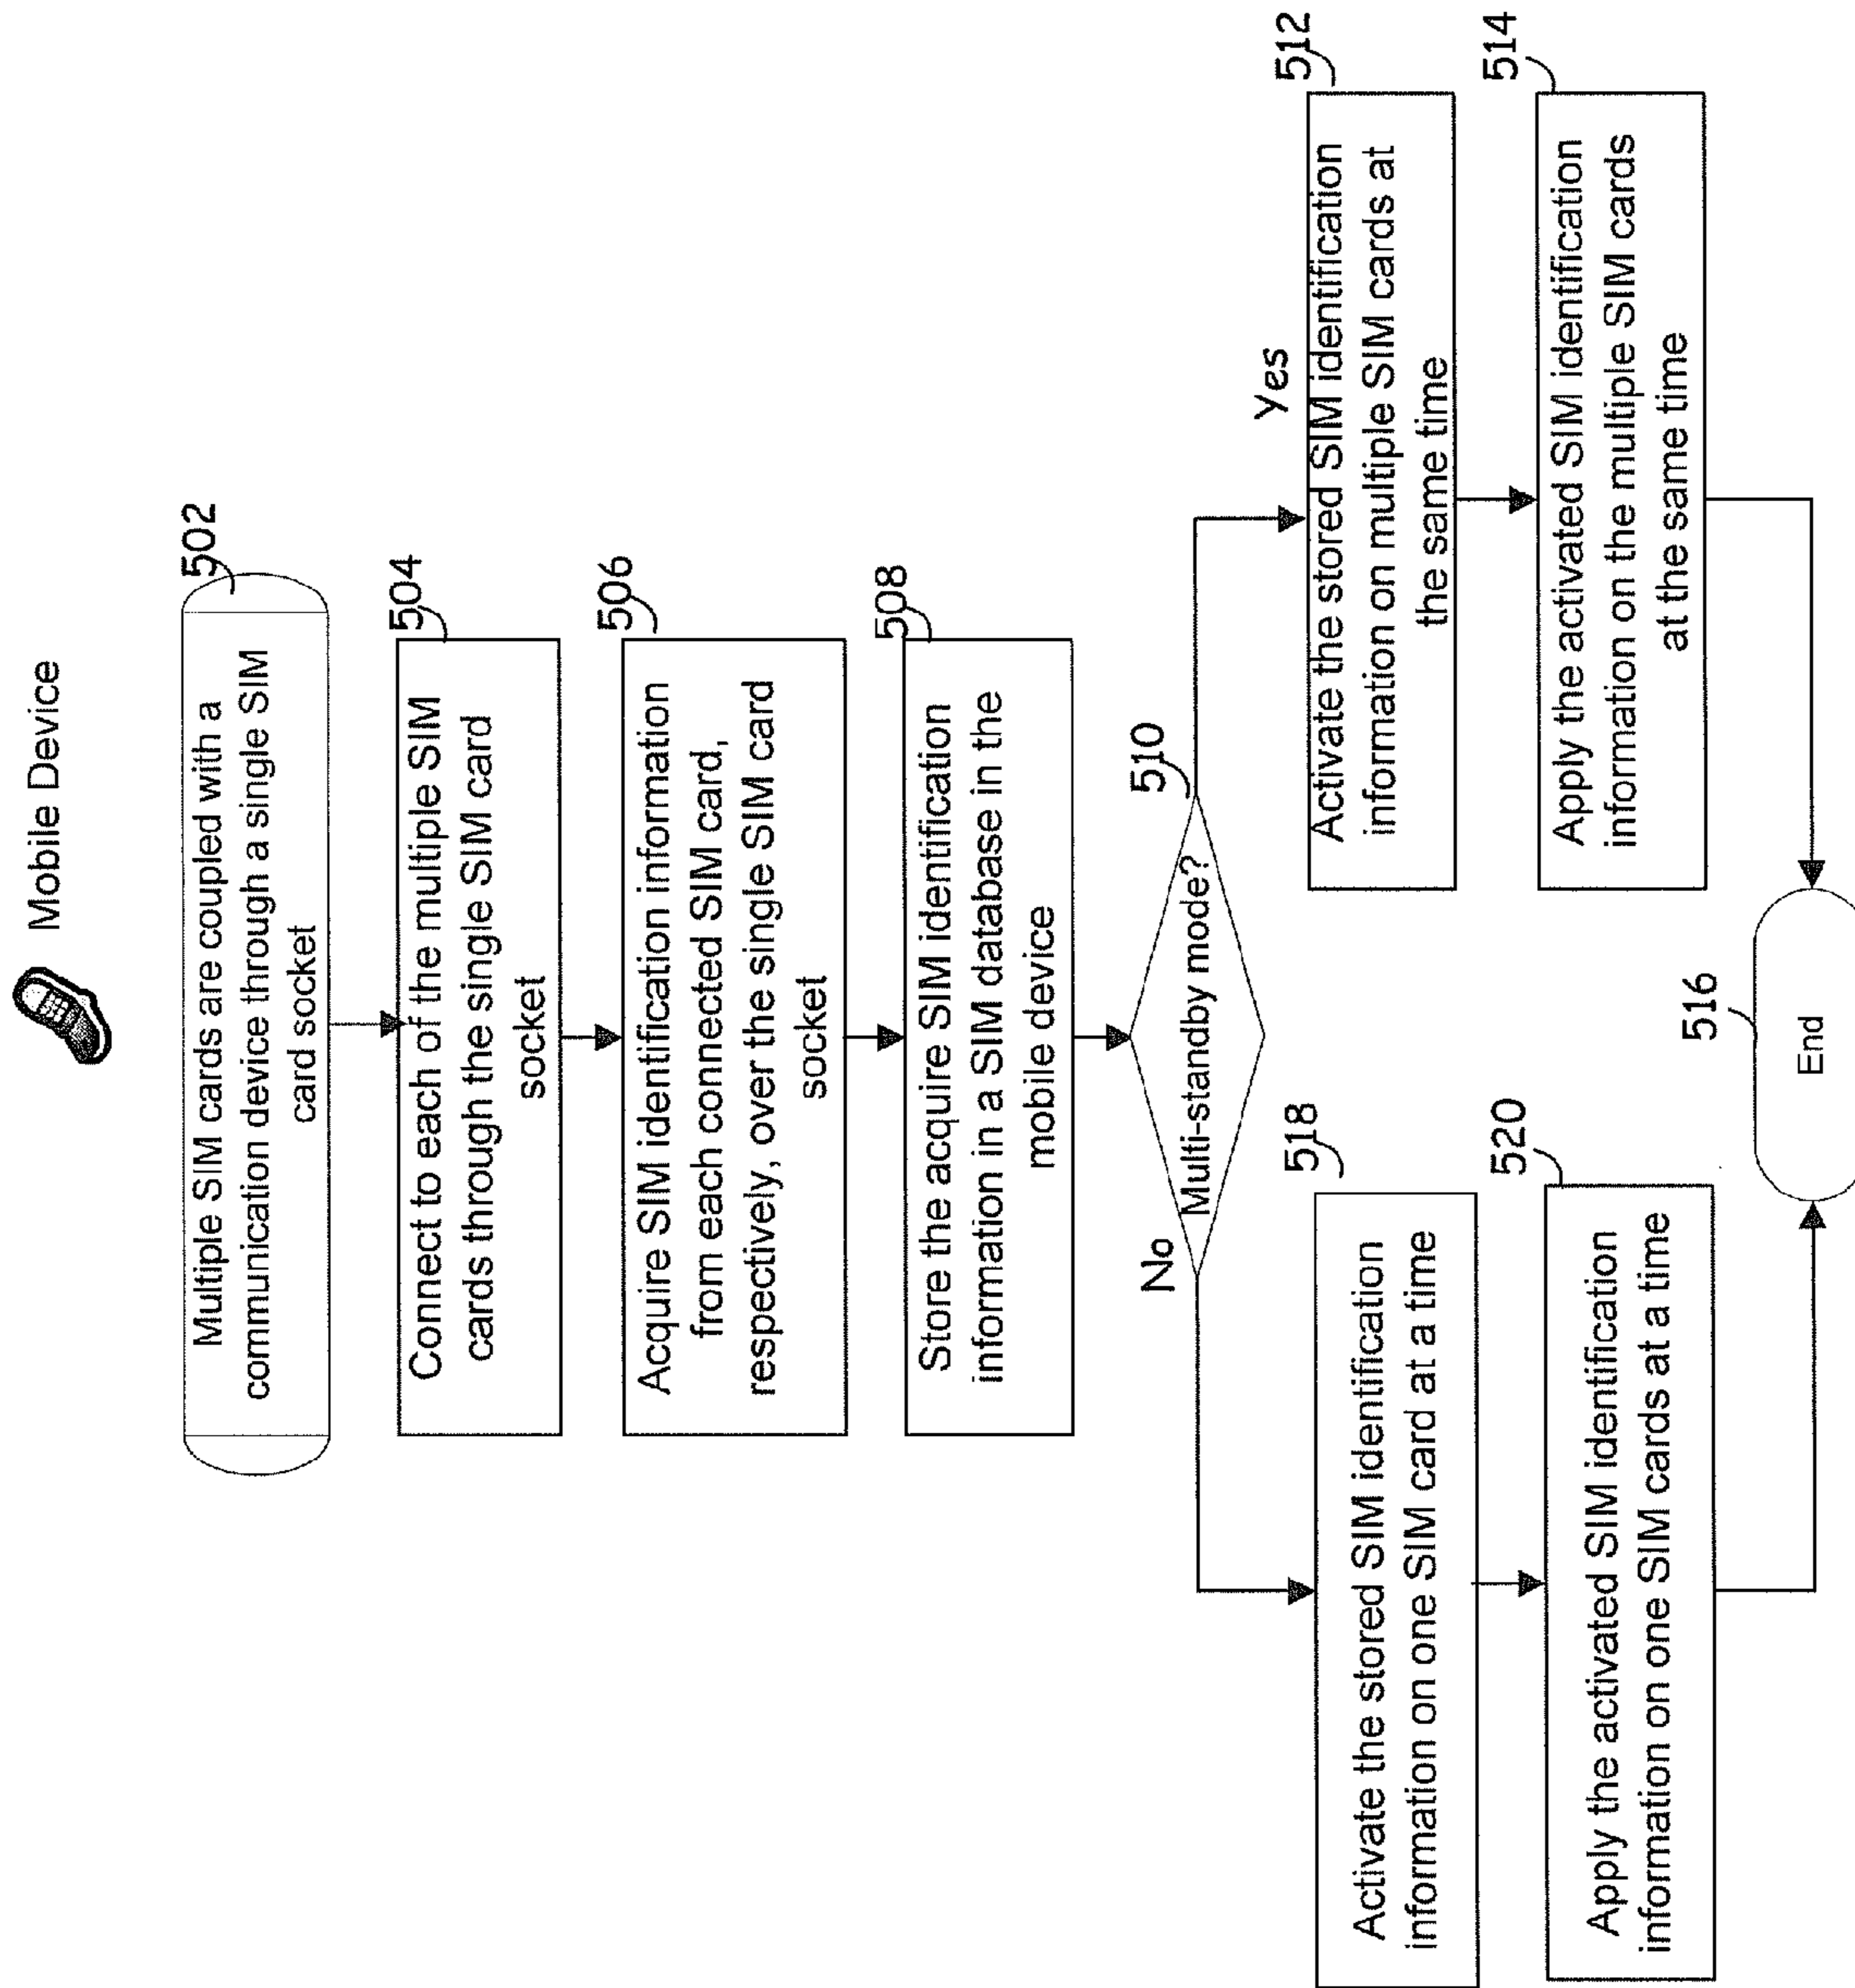 Mobile Device
502
Multiple SIM cards are coupled with a
communication device through a single SIM
card socket
504
Connect to each of the multiple SIM
cards through the single SIM card
socket
506
Acquire SIM identification information
from each connected SIM card,
respectively, over the single SIM card
socket
508
Store the acquire SIM identification
information in a SIM database in the
mobile device
510
Multi-standby mode?
No
Yes
518
Activate the stored SIM identification
information on one SIM card at a time
520
Apply the activated SIM identification
information on one SIM cards at a time
512
Activate the stored SIM identification
information on multiple SIM cards at
the same time
514
Apply the activated SIM identification
information on the multiple SIM cards
at the same time
516
End